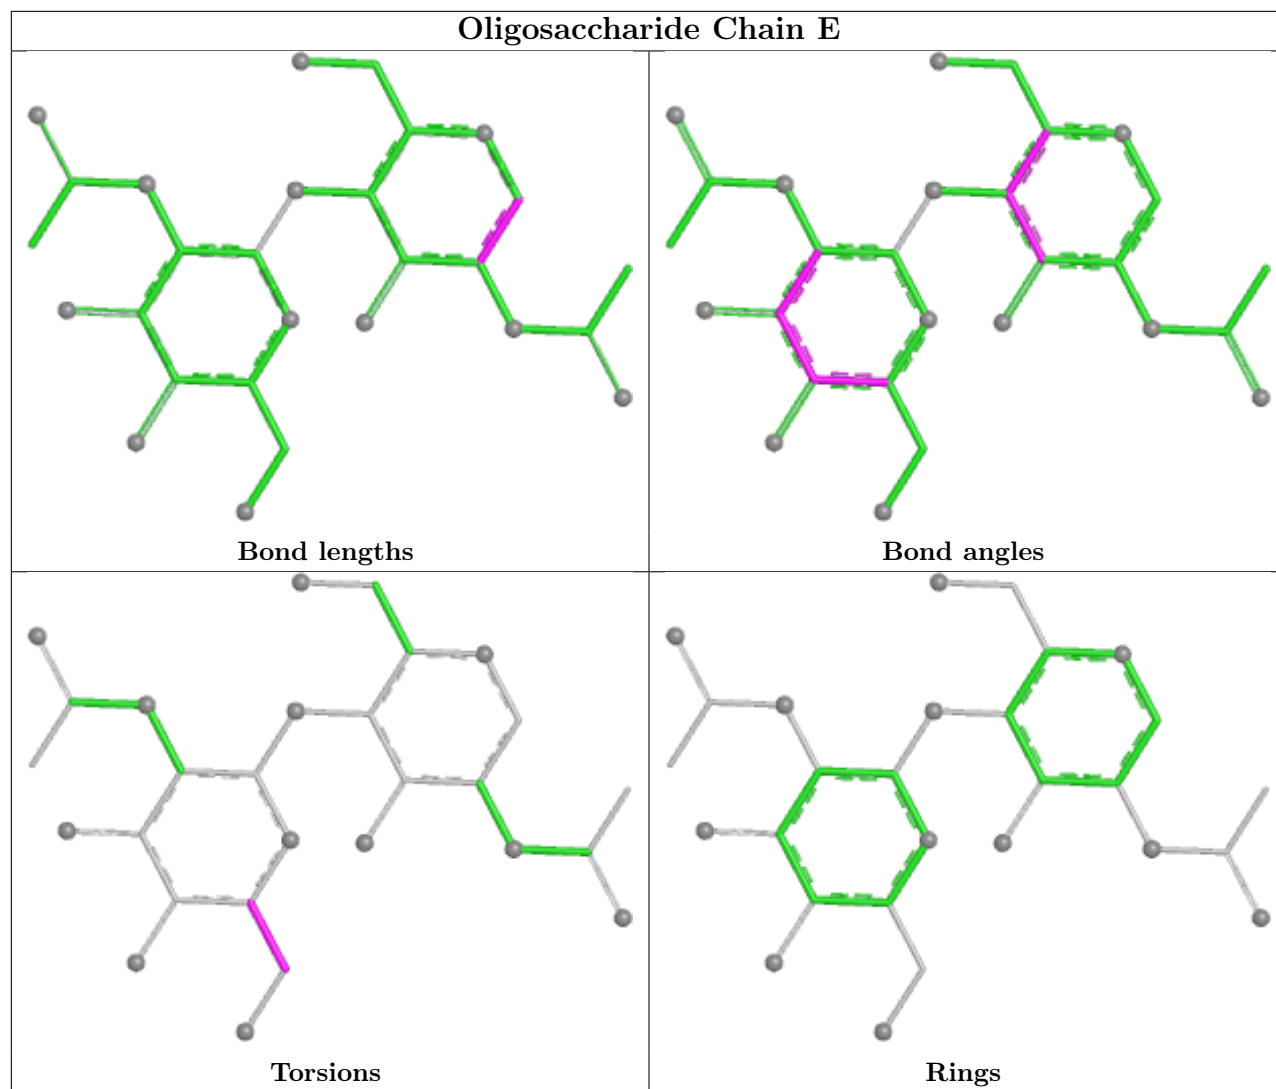 Oligosaccharide Chain E
Bond lengths
Bond angles
Torsions
Rings